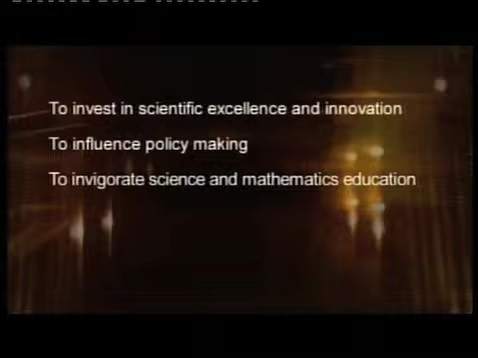 To invest in scientific excellence and innovation
To influence policy making
To invigorate science and mathematics education